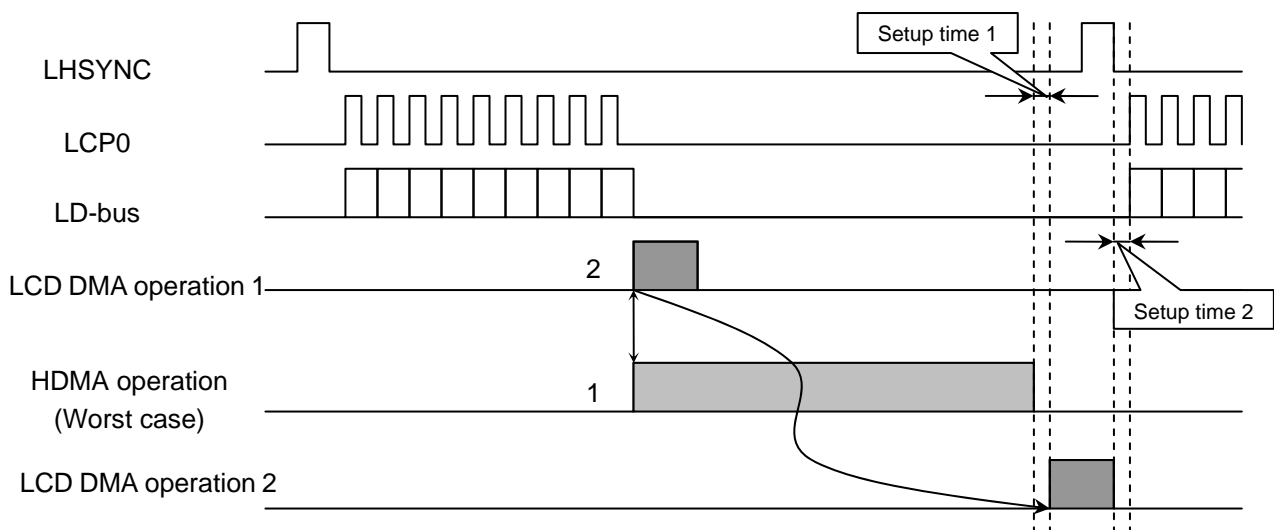 Setup time 1
LHSYNC
LCP0
LD-bus
2
LCD DMA operation 1
Setup time 2
HDMA operation
1
(Worst case)
LCD DMA operation 2